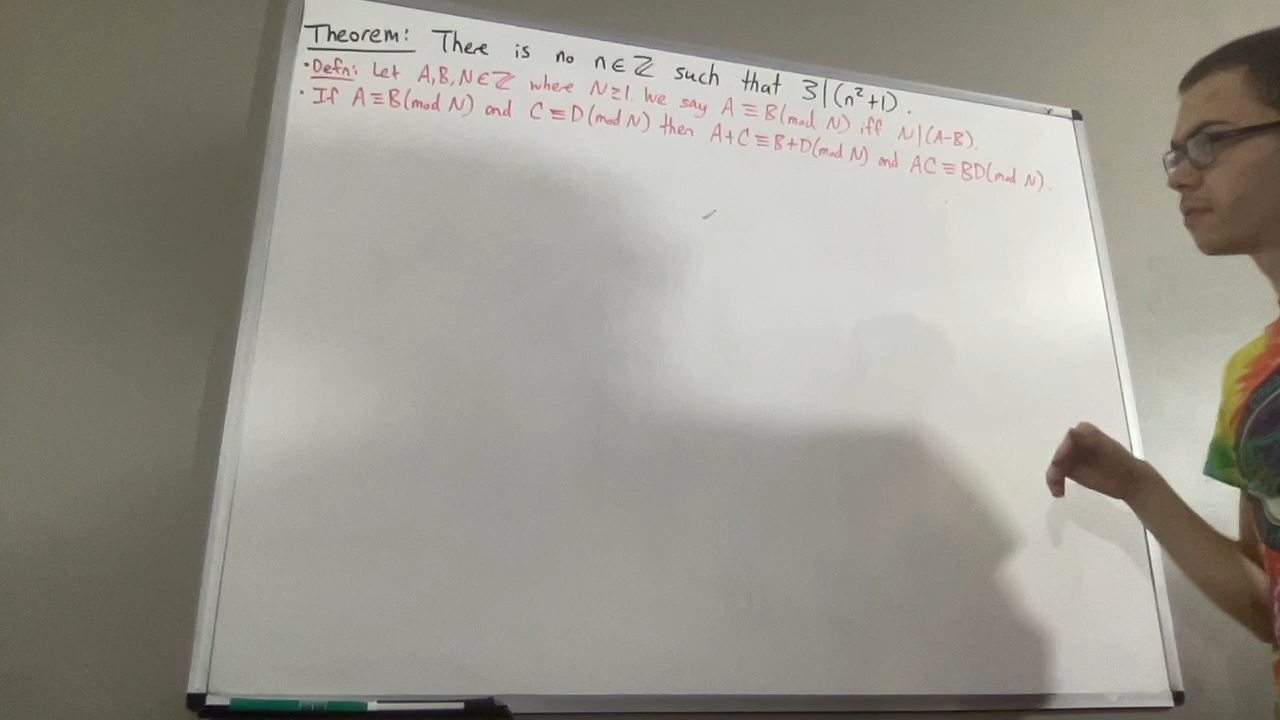 Theorem: There is no n∈ℤ such that 3|(n²+1).
·Defn: Let A,B,N∈ℤ where N≥1. We say A≡B(mod N) iff N|(A-B).
·If A≡B(mod N) and C≡D(mod N) then A+C≡B+D(mod N) and AC≡BD(mod N).